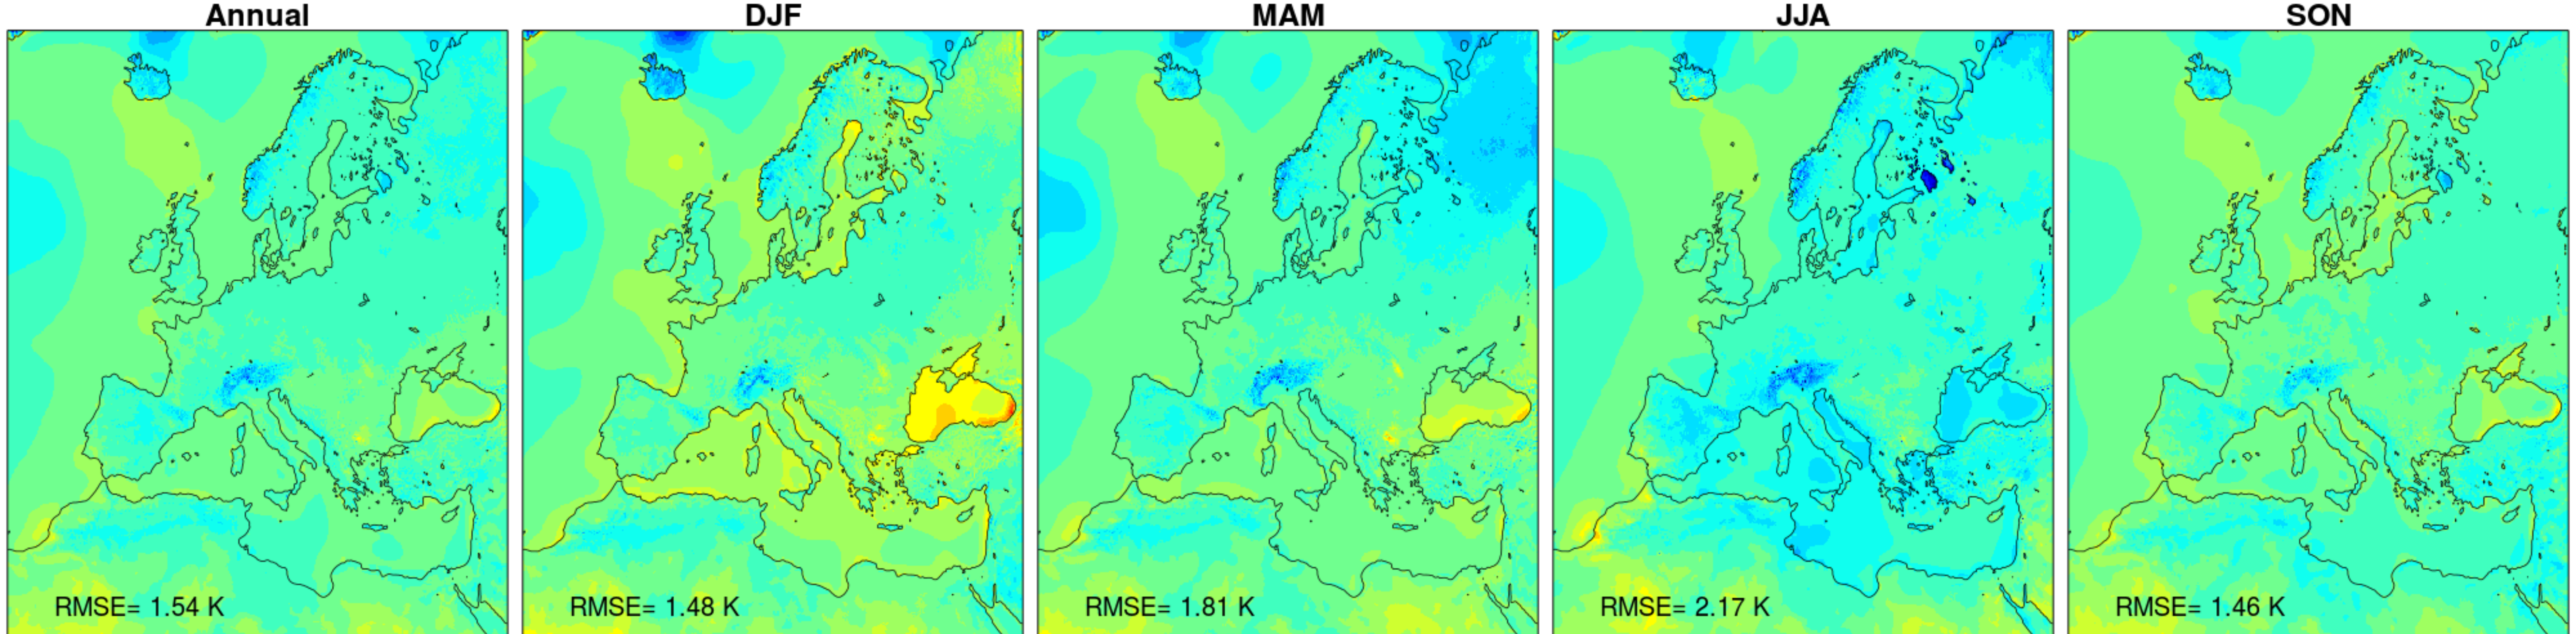 Annual DJF MAM JJA SON
RMSE= 1.54 K RMSE= 1.48 K RMSE= 1.81 K RMSE= 2.17 K RMSE= 1.46 K